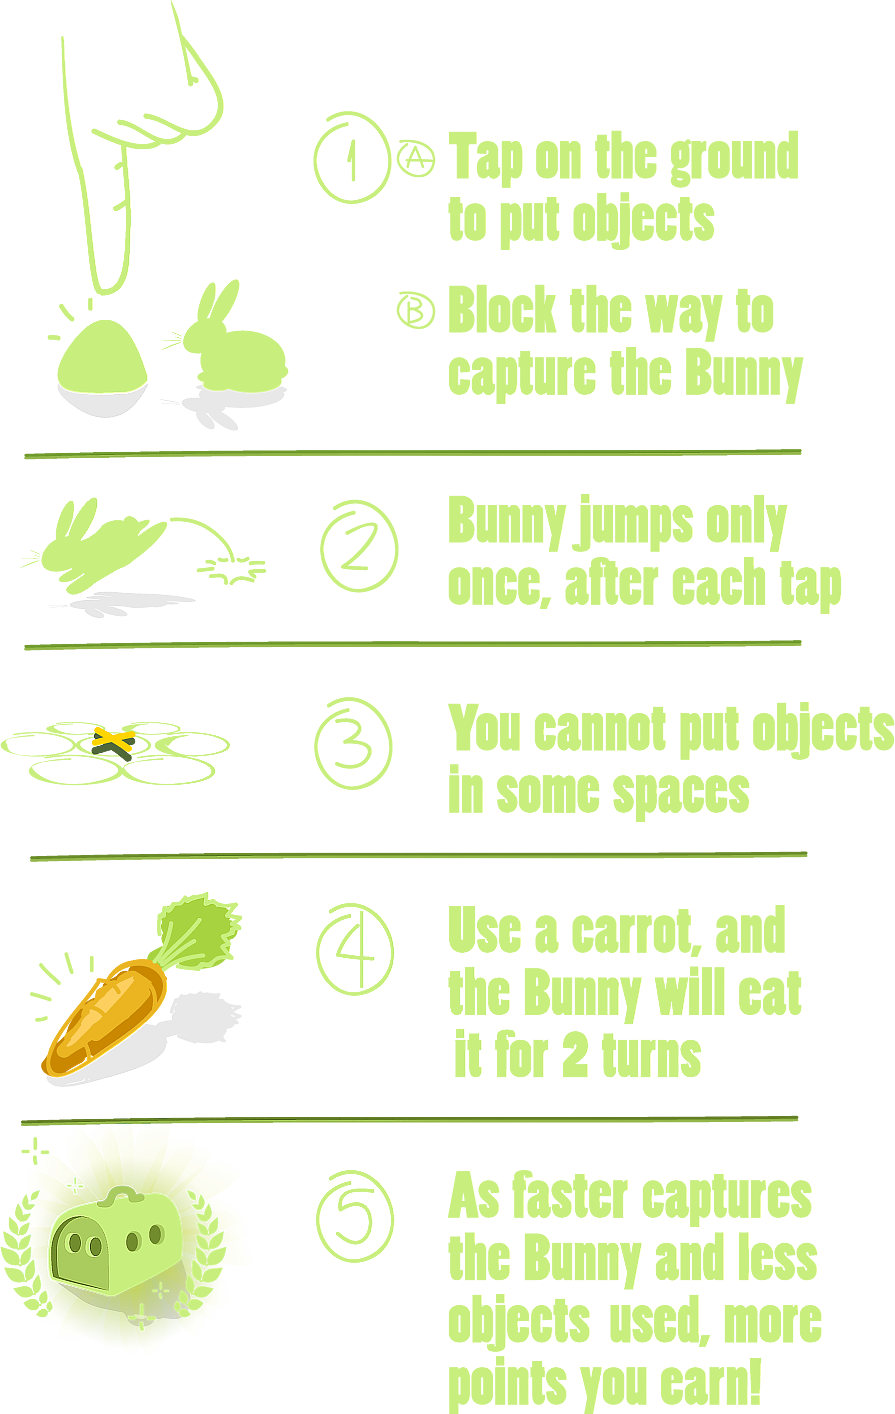 1 A Tap on the ground
to put objects
B Block the way to
capture the Bunny
2 Bunny jumps only
once, after each tap
3 You cannot put objects
in some spaces
4 Use a carrot, and
the Bunny will eat
it for 2 turns
5 As faster captures
the Bunny and less
objects used, more
points you earn!